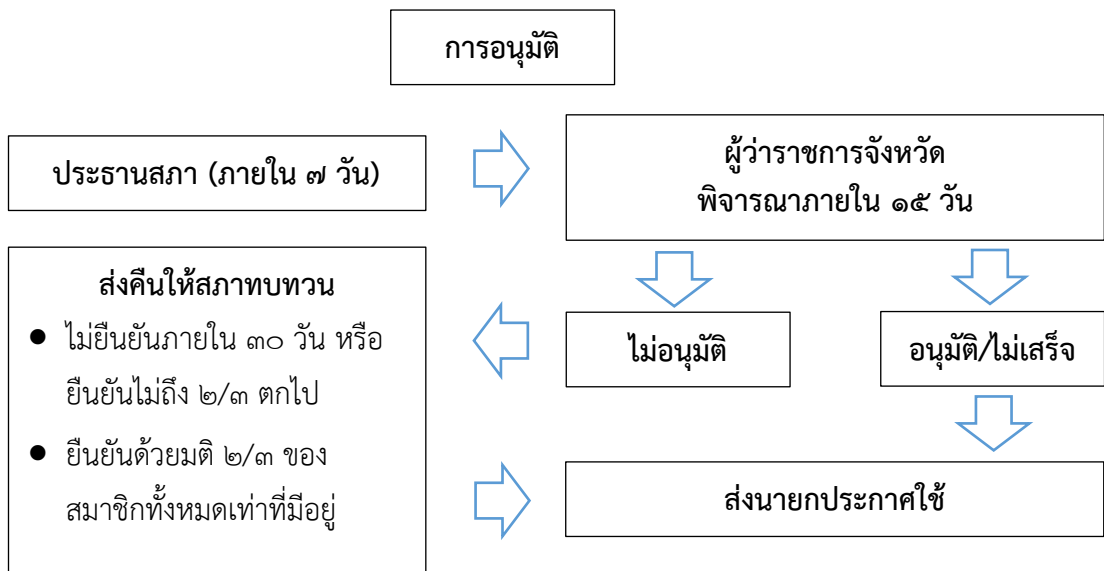 การอนุมัติ
ประธานสภา (ภายใน ๗ วัน)
ผู้ว่าราชการจังหวัด
พิจารณาภายใน ๑๕ วัน
ส่งคืนให้สภาทบทวน
● ไม่ยืนยันภายใน ๓๐ วัน หรือ
ยืนยันไม่ถึง ๒/๓ ตกไป
● ยืนยันด้วยมติ ๒/๓ ของ
สมาชิกทั้งหมดเท่าที่มีอยู่
ไม่อนุมัติ
อนุมัติ/ไม่เสร็จ
ส่งนายกประกาศใช้